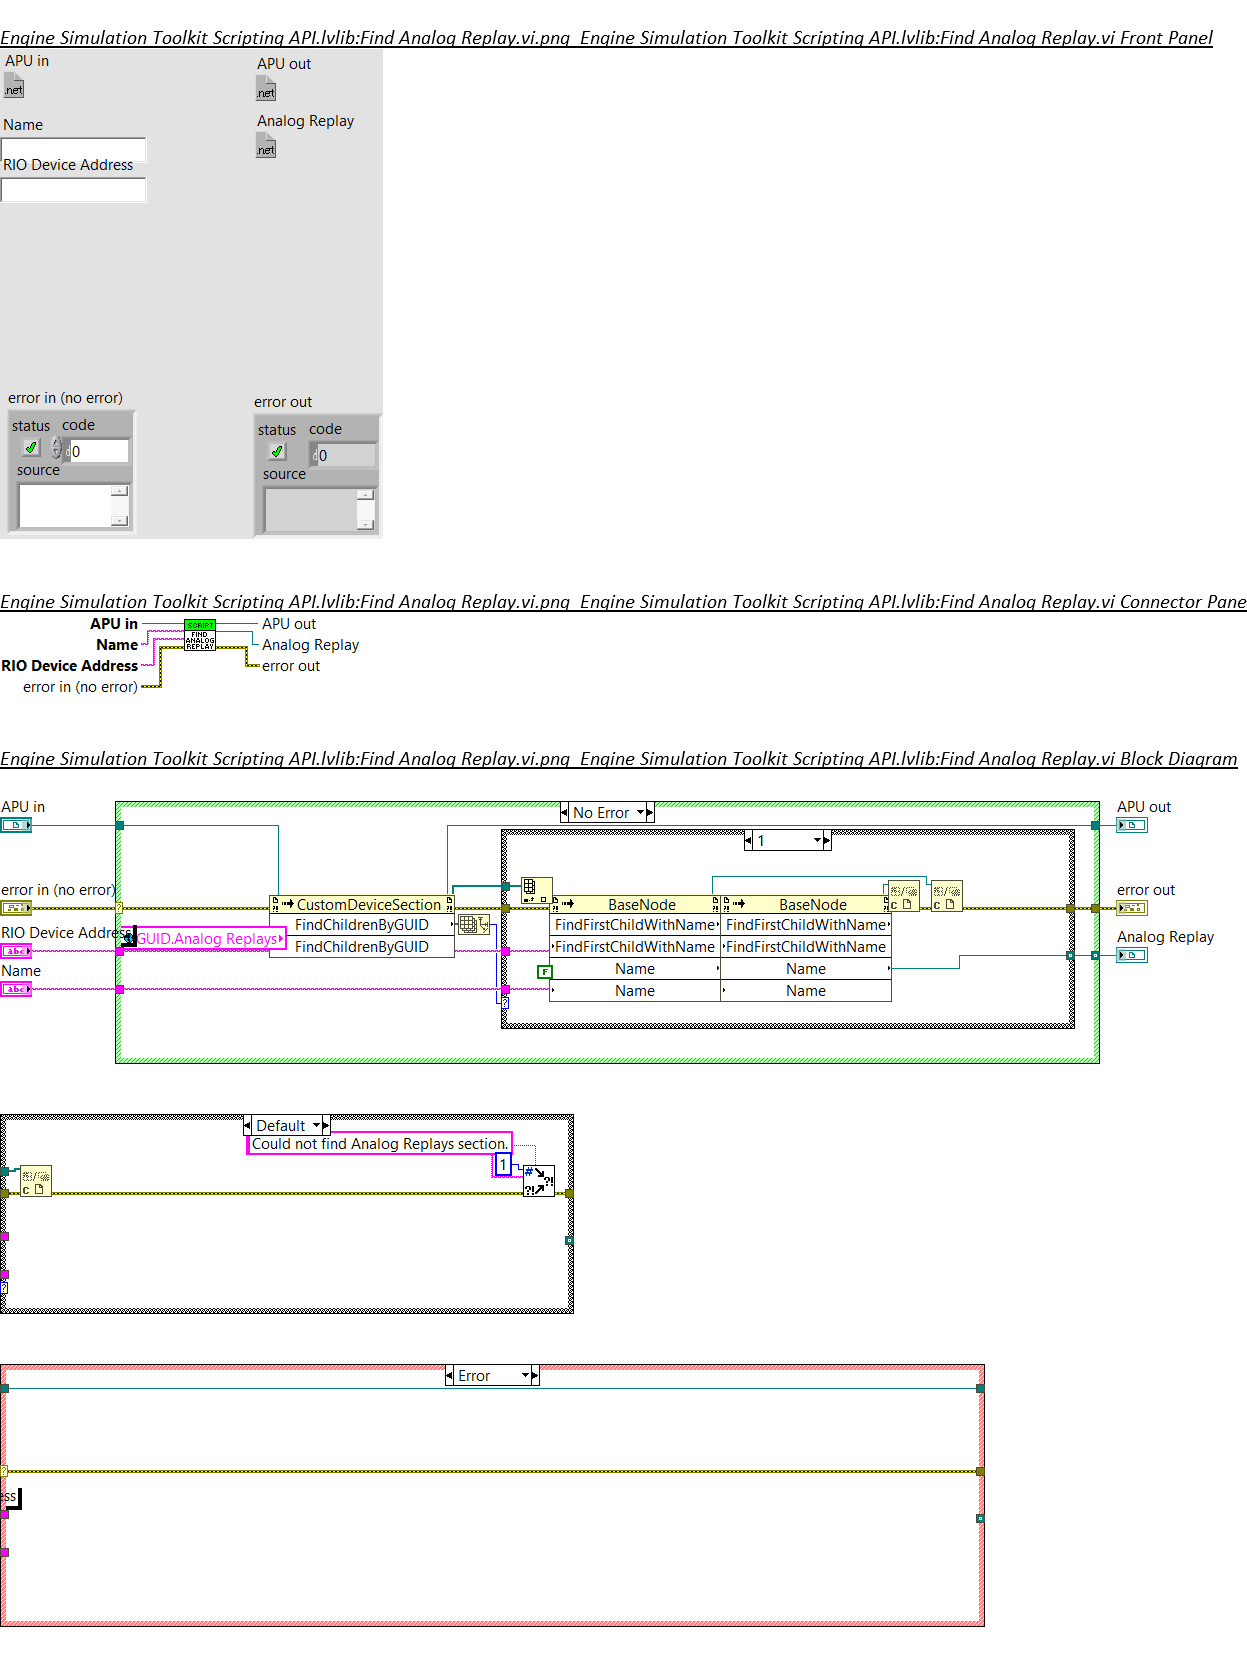 Engine Simulation Toolkit Scripting API.lvlib:Find Analog Replay.vi.png Engine Simulation Toolkit Scripting API.lvlib:Find Analog Replay.vi Front Panel
APU in
APU out
.net
.net
Name
Analog Replay
.net
RIO Device Address
error in (no error)
error out
status code
status code
0
0
source
source
Engine Simulation Toolkit Scripting API.lvlib:Find Analog Replay.vi.png Engine Simulation Toolkit Scripting API.lvlib:Find Analog Replay.vi Connector Pane
APU in
SCRIPT
FIND
ANALOG
REPLAY
APU out
Name
Analog Replay
RIO Device Address
error out
error in (no error)
Engine Simulation Toolkit Scripting API.lvlib:Find Analog Replay.vi.png Engine Simulation Toolkit Scripting API.lvlib:Find Analog Replay.vi Block Diagram
APU in
No Error
APU out
1
error in (no error)
CustomDeviceSection
BaseNode
BaseNode
error out
FindChildrenByGUID
FindFirstChildWithName
FindFirstChildWithName
RIO Device Addres
GUID.Analog Replays
Analog Replay
abc
FindChildrenByGUID
FindFirstChildWithName
FindFirstChildWithName
Name
F
Name
Name
abc
Name
Name
Default
Could not find Analog Replays section.
1
Error
ess